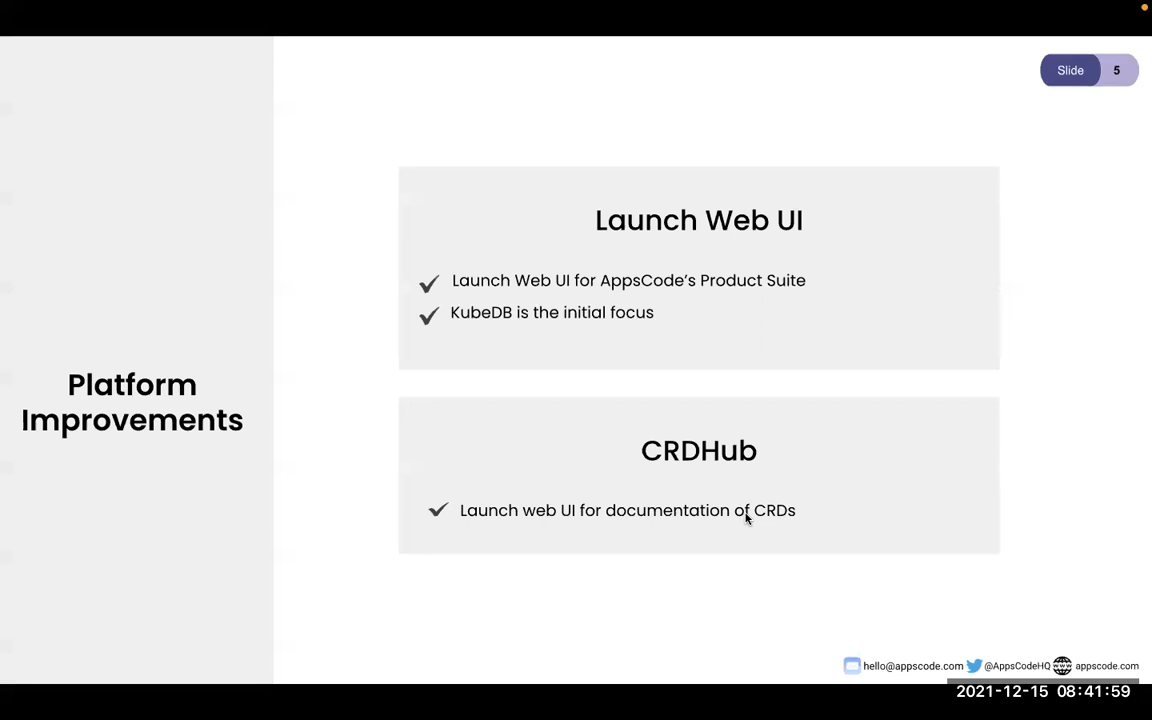 Slide 5
Launch Web UI
Launch Web UI for AppsCode's Product Suite
KubeDB is the initial focus
Platform
Improvements
CRDHub
Launch web UI for documentation of CRDs
hello@appscode.com @AppsCodeHQ appscode.com
2021-12-15 08:41:59